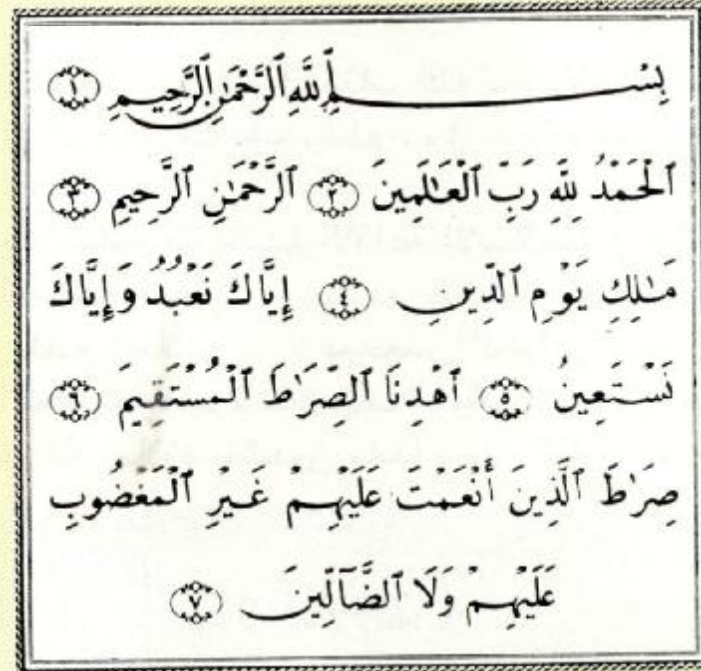 بِسْمِ ٱللَّهِ ٱلرَّحْمَٰنِ ٱلرَّحِيمِ ١
ٱلْحَمْدُ لِلَّهِ رَبِّ ٱلْعَٰلَمِينَ ٢ ٱلرَّحْمَٰنِ ٱلرَّحِيمِ ٣
مَٰلِكِ يَوْمِ ٱلدِّينِ ٤ إِيَّاكَ نَعْبُدُ وَإِيَّاكَ
نَسْتَعِينُ ٥ ٱهْدِنَا ٱلصِّرَٰطَ ٱلْمُسْتَقِيمَ ٦
صِرَٰطَ ٱلَّذِينَ أَنْعَمْتَ عَلَيْهِمْ غَيْرِ ٱلْمَغْضُوبِ
عَلَيْهِمْ وَلَا ٱلضَّآلِّينَ ٧